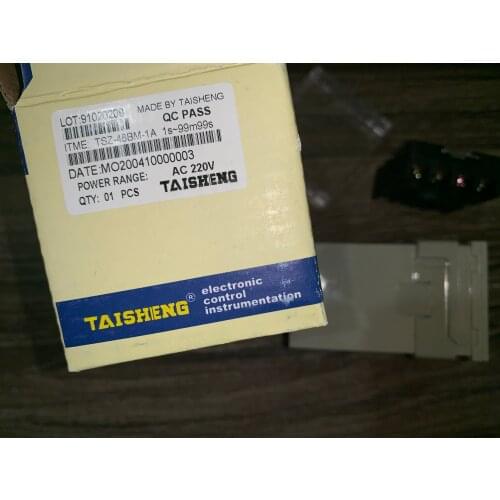 LOT:91020200 MADE BY TAISHENG
QC PASS
ITME: TSZ-48BM-1A 1s~99m99s
DATE:MO200410000003
POWER RANGE: AC 220V
QTY: 01 PCS TAISHENG
TAISHENG® electronic
control
instrumentation